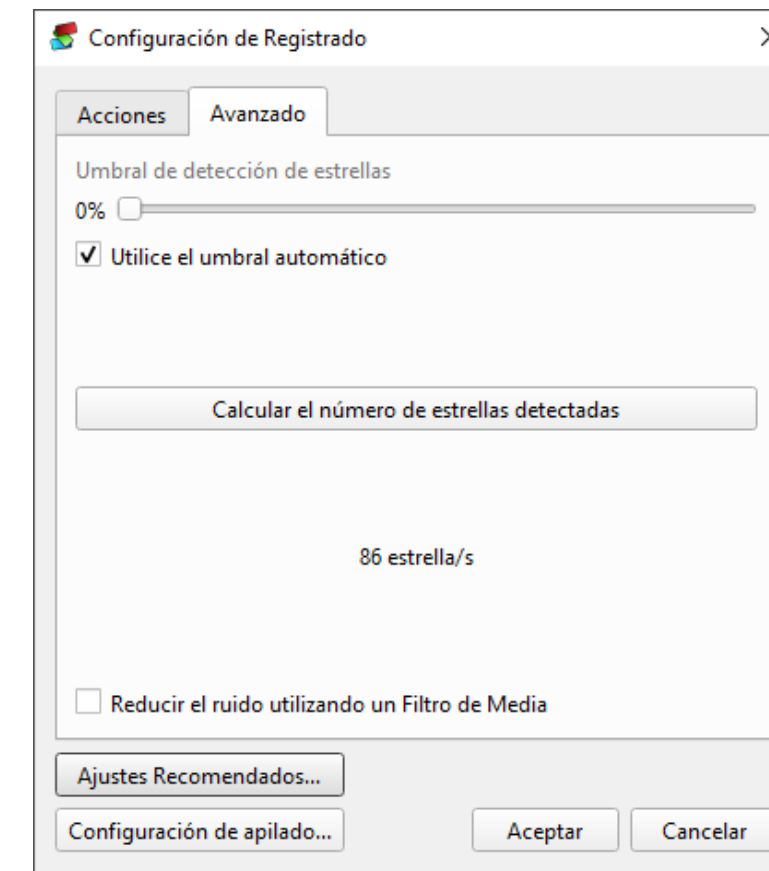 Configuración de Registrado
Acciones Avanzado
Umbral de detección de estrellas
0%
Utilice el umbral automático
Calcular el número de estrellas detectadas
86 estrella/s
Reducir el ruido utilizando un Filtro de Media
Ajustes Recomendados...
Configuración de apilado... Aceptar Cancelar